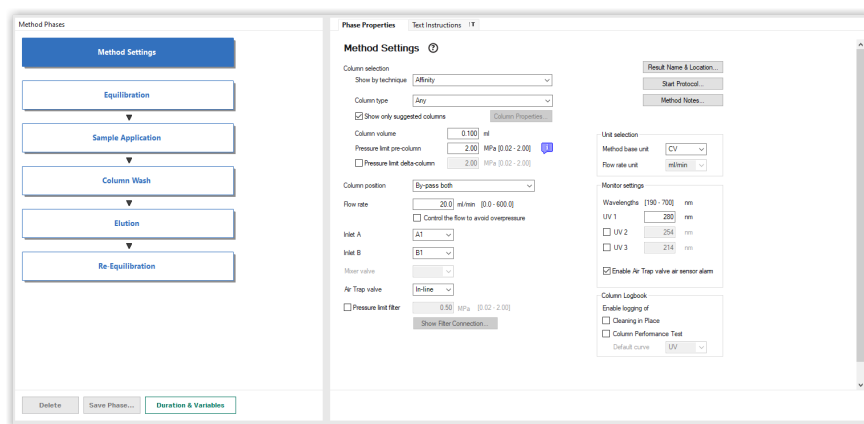 Method Phases
Method Settings
Equilibration
Sample Application
Column Wash
Elution
Re-Equilibration
Delete Save Phase... Duration & Variables
Phase Properties Text Instructions IT
Method Settings ?
Column selection
Show by technique Affinity
Column type Any
Show only suggested columns Column Properties...
Column volume 0.100 ml
Pressure limit pre-column 2.00 MPa [0.02 - 2.00]
Pressure limit delta-column 2.00 MPa [0.02 - 2.00]
Column position By-pass both
Flow rate 20.0 ml/min [0.0 - 600.0]
Control the flow to avoid overpressure
Inlet A A1
Inlet B B1
Mixer valve
Air Trap valve In-line
Pressure limit filter 0.50 MPa [0.02 - 2.00]
Show Filter Connection...
Result Name & Location...
Start Protocol...
Method Notes...
Unit selection
Method base unit CV
Flow rate unit ml/min
Monitor settings
Wavelengths [190 - 700] nm
UV 1 280 nm
UV 2 254 nm
UV 3 214 nm
Enable Air Trap valve air sensor alarm
Column Logbook
Enable logging of
Cleaning in Place
Column Performance Test
Default curve UV